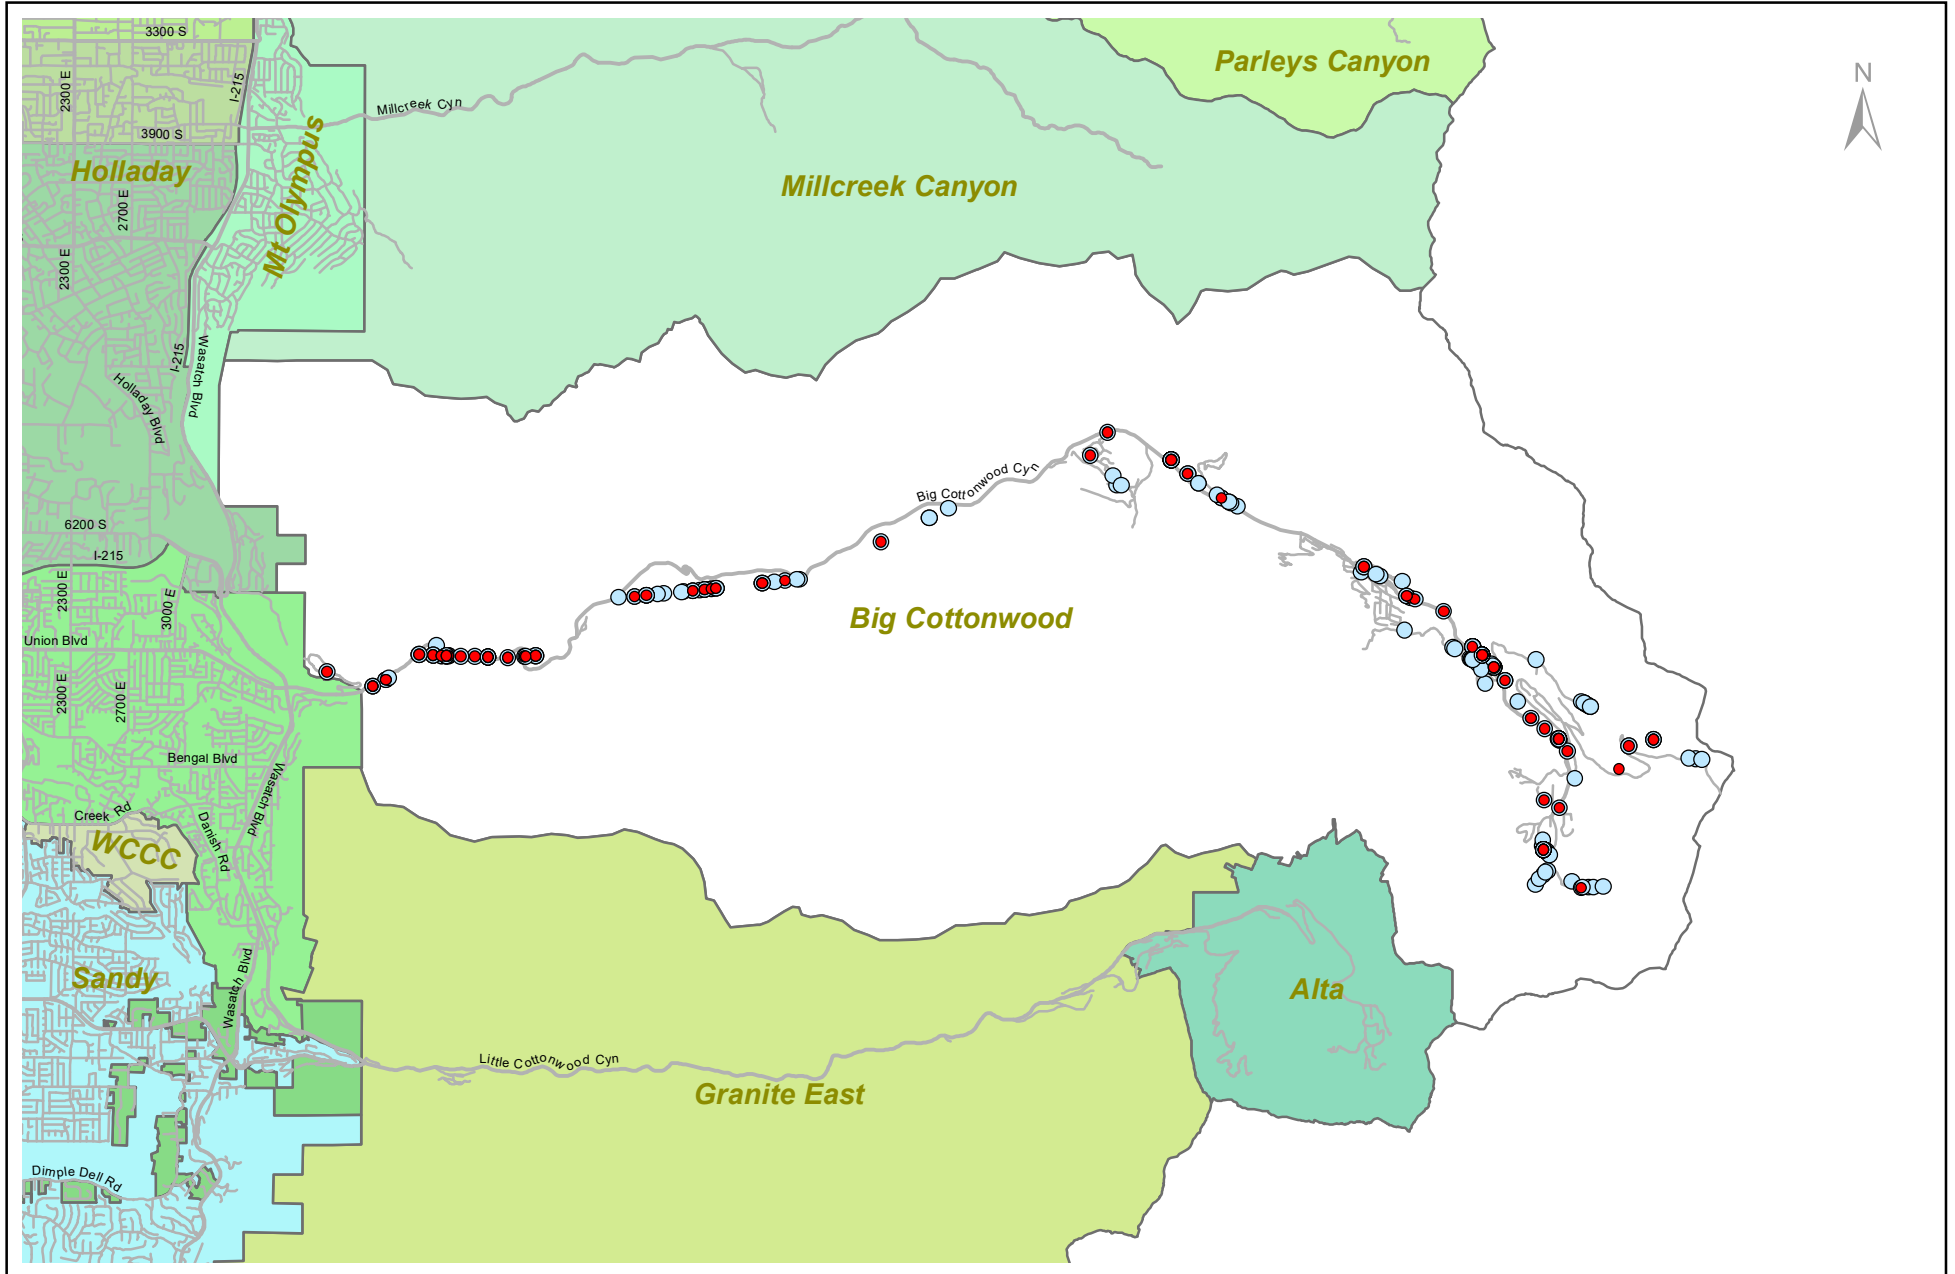 3300 S
Parleys Canyon
N
2300 E
I-215
Millcreek Cyn
3900 S
Holladay
Mt Olympus
Millcreek Canyon
2700 E
2300 E
I-215
Wasatch Blvd
Holladay Blvd
Big Cottonwood Cyn
6200 S
I-215
2300 E
3000 E
Big Cottonwood
Union Blvd
2300 E
2700 E
Bengal Blvd
Wasatch Blvd
Creek Rd
Danish Rd
WCCC
Sandy
Wasatch Blvd
Alta
Little Cottonwood Cyn
Granite East
Dimple Dell Rd